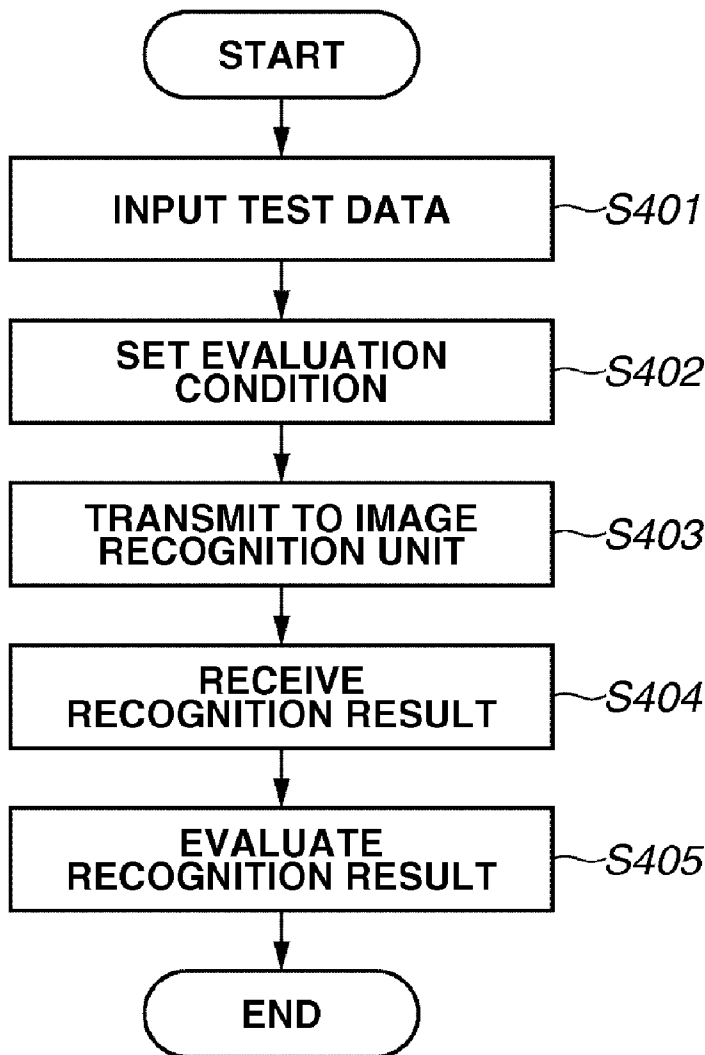 START
INPUT TEST DATA
S401
SET EVALUATION
CONDITION
S402
TRANSMIT TO IMAGE
RECOGNITION UNIT
S403
RECEIVE
RECOGNITION RESULT
S404
EVALUATE
RECOGNITION RESULT
S405
END